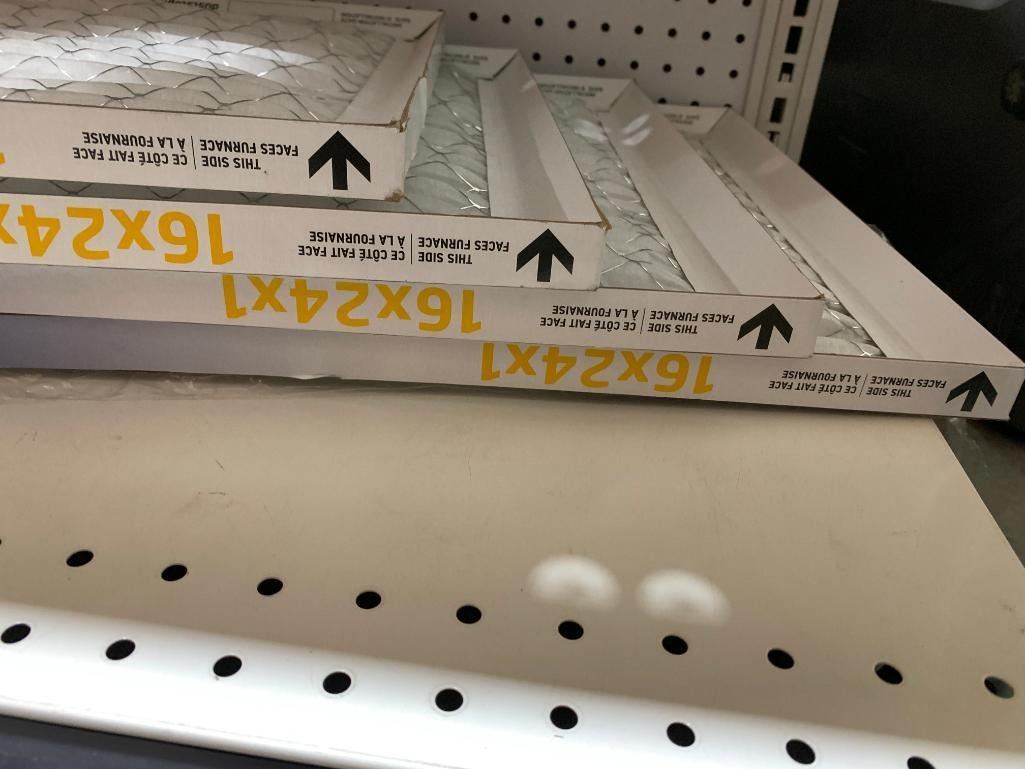 THIS SIDE
FACES FURNACE
CE CÔTÉ FAIT FACE
À LA FOURNAISE
THIS SIDE
FACES FURNACE
CE CÔTÉ FAIT FACE
À LA FOURNAISE
16x24x
THIS SIDE
FACES FURNACE
CE CÔTÉ FAIT FACE
À LA FOURNAISE
16x24x1
THIS SIDE
FACES FURNACE
CE CÔTÉ FAIT FACE
À LA FOURNAISE
16x24x1